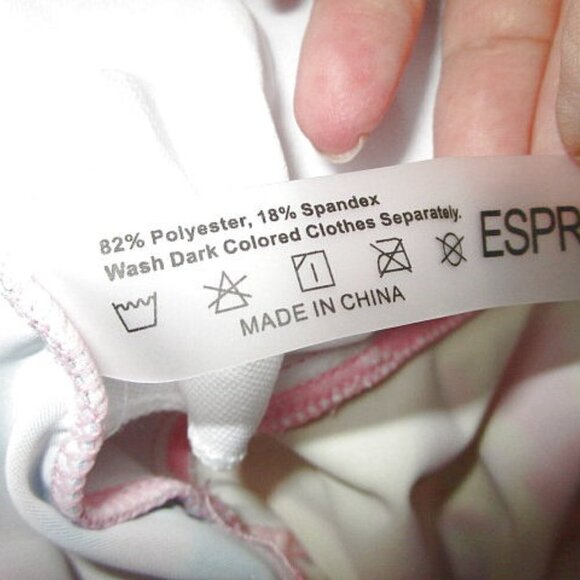 82% Polyester, 18% Spandex
Wash Dark Colored Clothes Separately.
ESPR
MADE IN CHINA